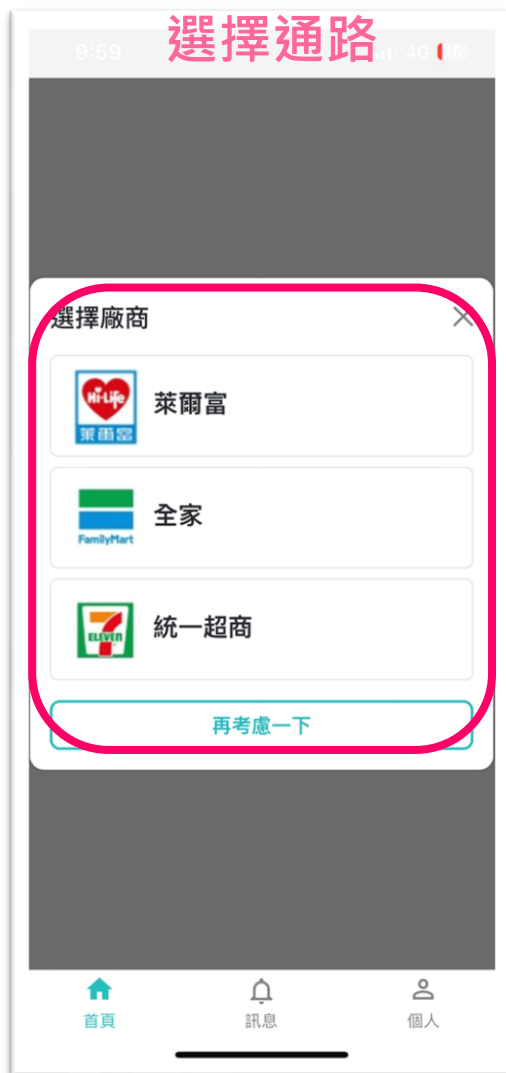 選擇通路
9:59
4G 15
選擇廠商
Hi-Life
萊爾富
萊爾富
全家
FamilyMart
ELEVEN
統一超商
再考慮一下
首頁
訊息
個人